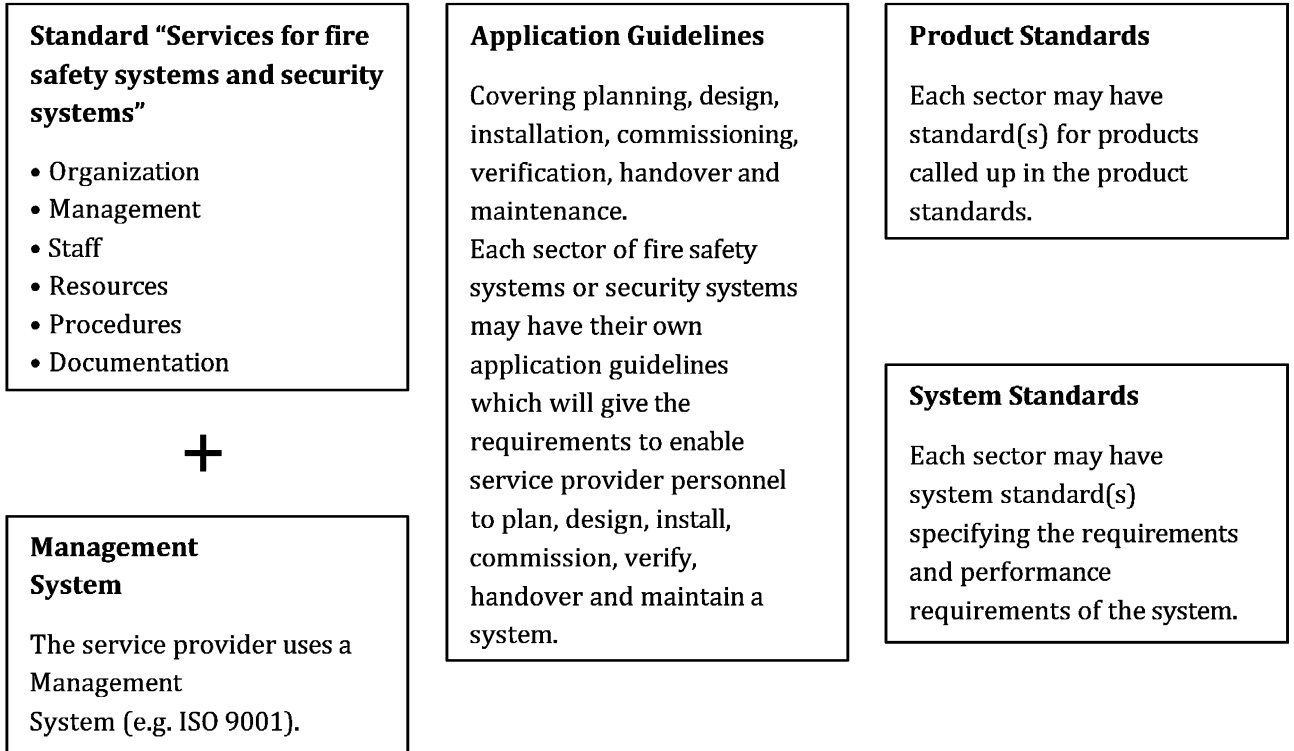 Standard “Services for fire
safety systems and security
systems”
• Organization
• Management
• Staff
• Resources
• Procedures
• Documentation
+
Management
System
The service provider uses a
Management
System (e.g. ISO 9001).
Application Guidelines
Covering planning, design,
installation, commissioning,
verification, handover and
maintenance.
Each sector of fire safety
systems or security systems
may have their own
application guidelines
which will give the
requirements to enable
service provider personnel
to plan, design, install,
commission, verify,
handover and maintain a
system.
Product Standards
Each sector may have
standard(s) for products
called up in the product
standards.
System Standards
Each sector may have
system standard(s)
specifying the requirements
and performance
requirements of the system.